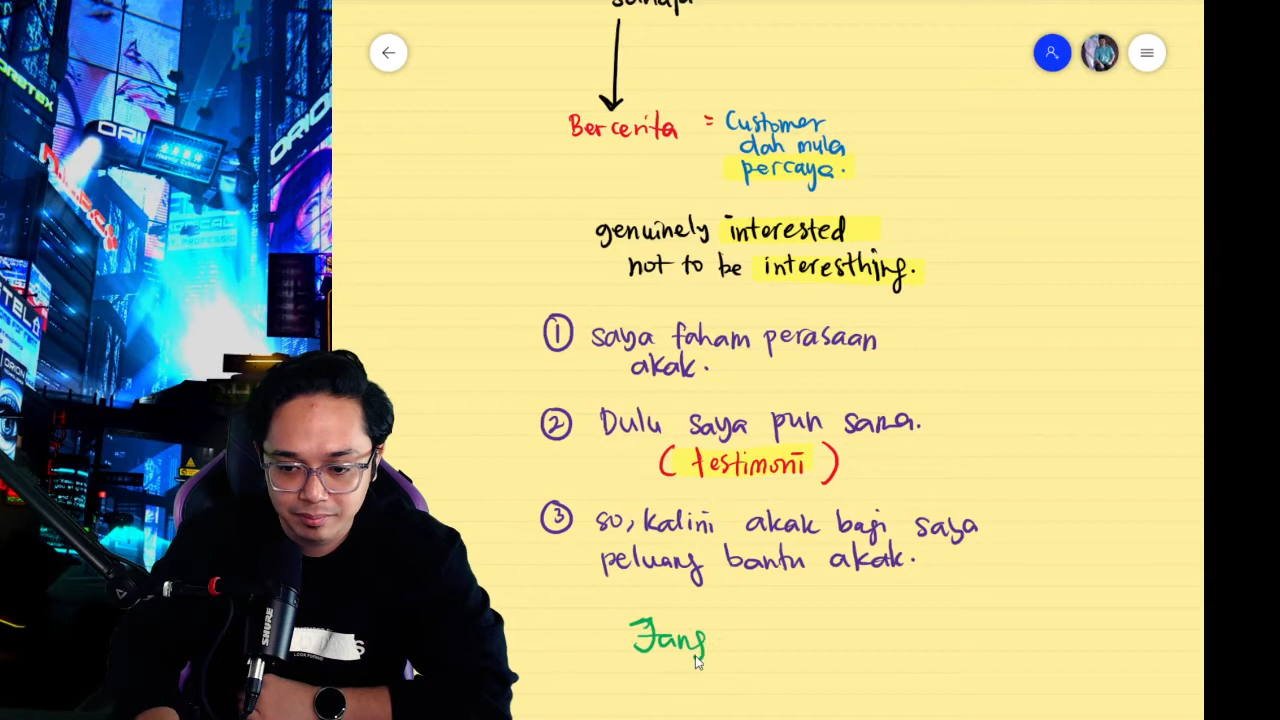 Bercerita = Customer
dah mula
percaya.
genuinely interested
not to be interesthing.
① saya faham perasaan
akak.
② Dulu saya pun sama.
(testimoni)
③ so, kalini akak bagi saya
peluang bantu akak.
Jang
SHURE